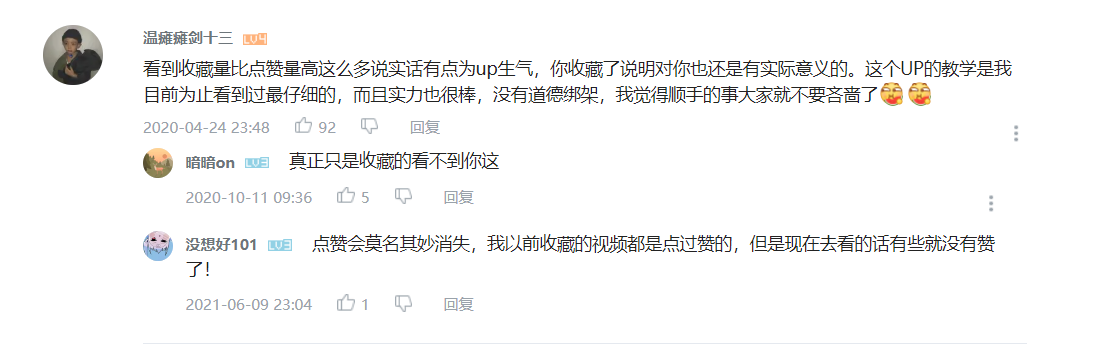 温瘫瘫剑十三 LV4
看到收藏量比点赞量高这么多说实话有点为up生气，你收藏了说明对你也还是有实际意义的。这个UP的教学是我
目前为止看到过最仔细的，而且实力也很棒，没有道德绑架，我觉得顺手的事大家就不要吝啬了
2020-04-24 23:48 92 回复
暗暗on LV3 真正只是收藏的看不到你这
2020-10-11 09:36 5 回复
没想好101 LV3 点赞会莫名其妙消失，我以前收藏的视频都是点过赞的，但是现在去看的话有些就没有赞
了！
2021-06-09 23:04 1 回复